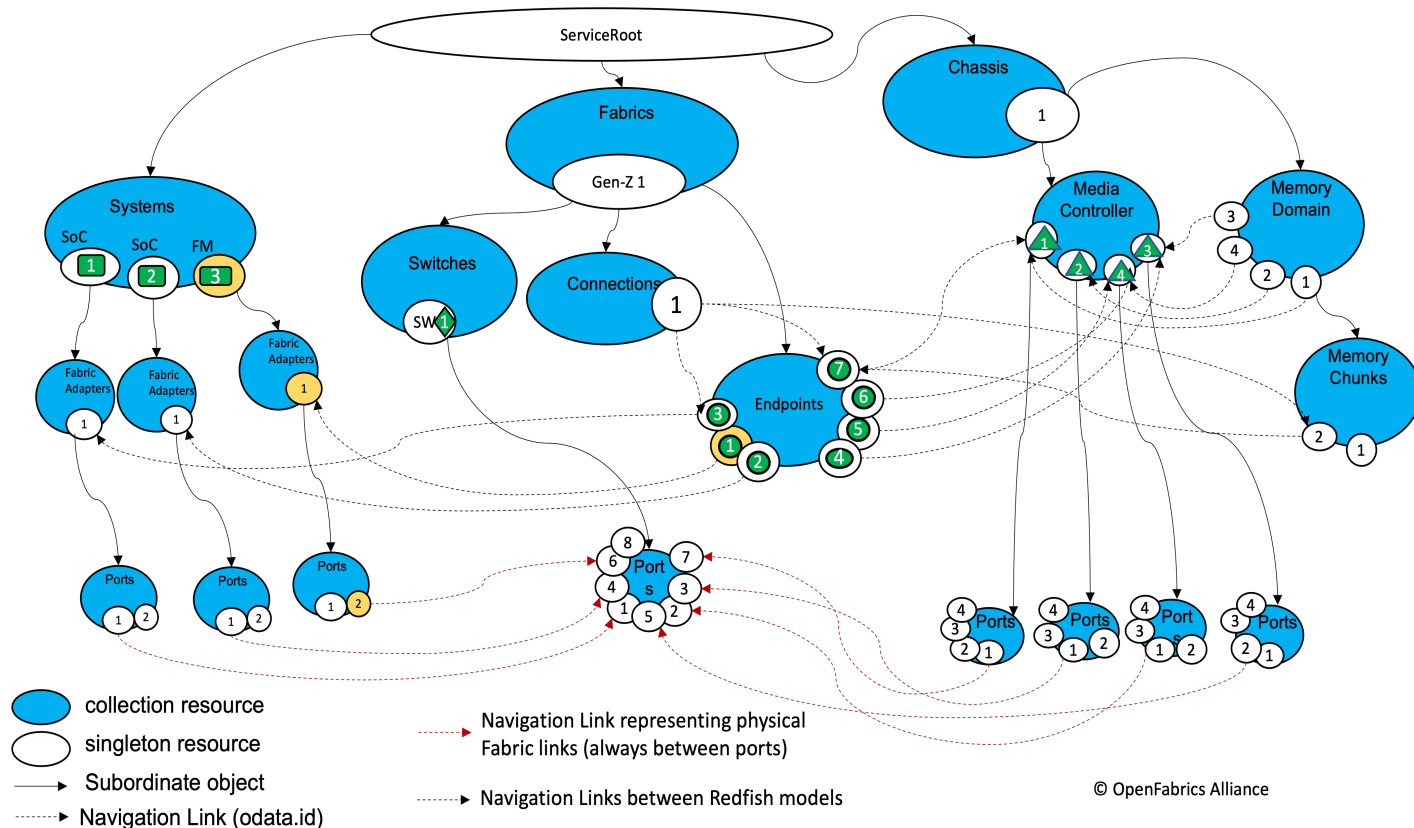 ServiceRoot
Chassis
1
Fabrics
Gen-Z 1
Systems
SoC
SoC
FM
1
2
3
Switches
SW
1
Connections
1
Media
Controller
1
2
4
3
Memory
Domain
3
4
2
1
Memory
Chunks
2
1
Fabric
Adapters
1
Fabric
Adapters
1
Fabric
Adapters
1
Endpoints
7
6
5
4
3
1
2
Ports
1
2
Ports
1
2
Ports
1
2
Port
s
8
6
4
1
5
2
3
7
Ports
4
3
2
1
Ports
4
3
1
2
Port
s
4
3
1
2
Ports
4
3
2
1
collection resource
singleton resource
Subordinate object
Navigation Link (odata.id)
Navigation Link representing physical
Fabric links (always between ports)
Navigation Links between Redfish models
© OpenFabrics Alliance